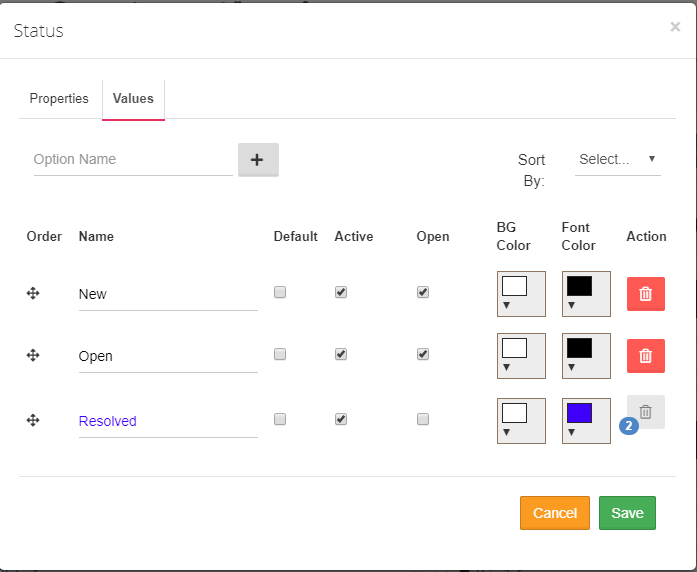 Status ×
Properties Values
Option Name + Sort By: Select...
Order Name Default Active Open BG Color Font Color Action
New
Open
Resolved
2
Cancel Save